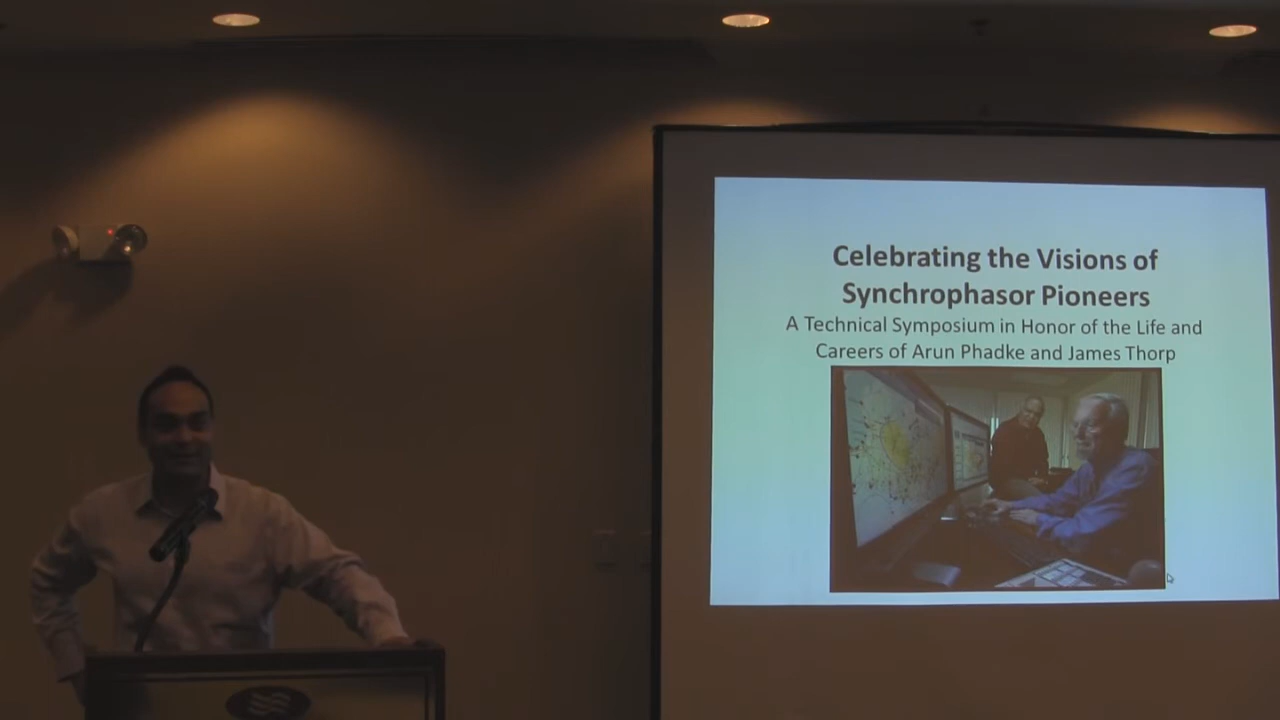 Celebrating the Visions of
Synchrophasor Pioneers
A Technical Symposium in Honor of the Life and
Careers of Arun Phadke and James Thorp